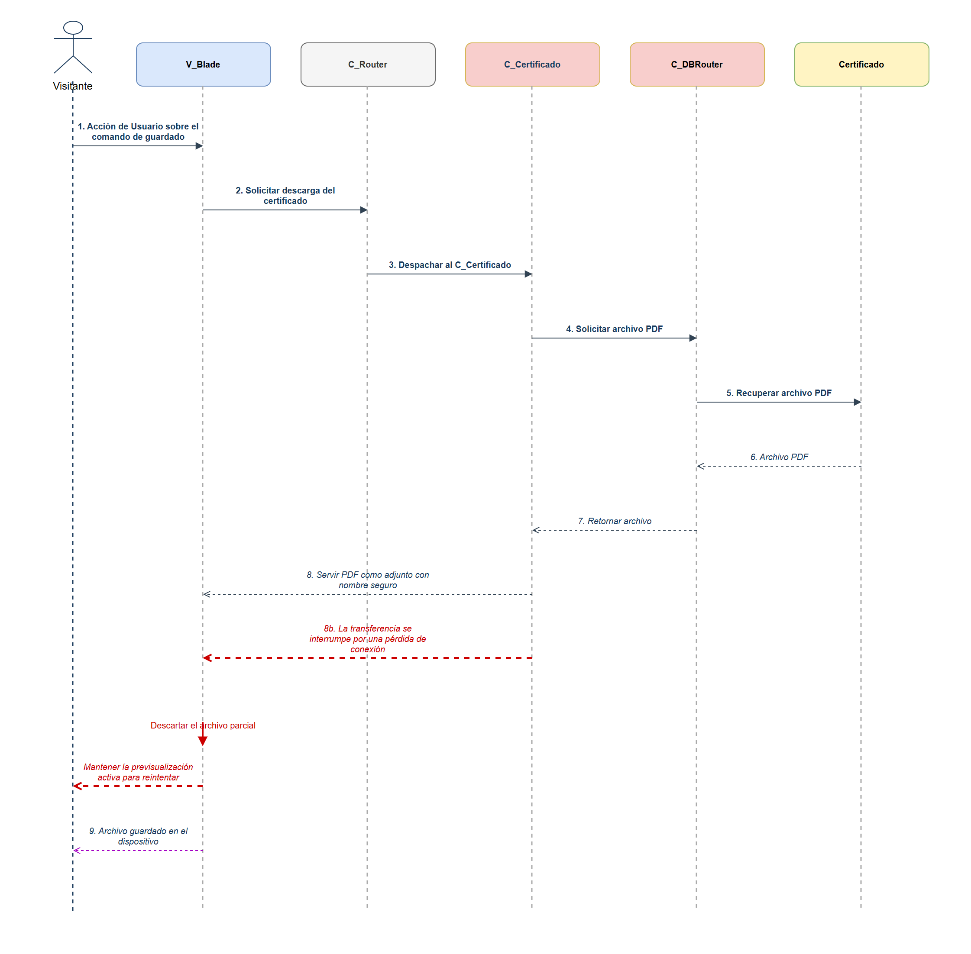 Visitante
V_Blade
C_Router
C_Certificado
C_DBRouter
Certificado
1. Acción de Usuario sobre el
comando de guardado
2. Solicitar descarga del
certificado
3. Despachar al C_Certificado
4. Solicitar archivo PDF
5. Recuperar archivo PDF
6. Archivo PDF
7. Retornar archivo
8. Servir PDF como adjunto con
nombre seguro
8b. La transferencia se
interrumpe por una pérdida de
conexión
Descartar el archivo parcial
Mantener la previsualización
activa para reintentar
9. Archivo guardado en el
dispositivo